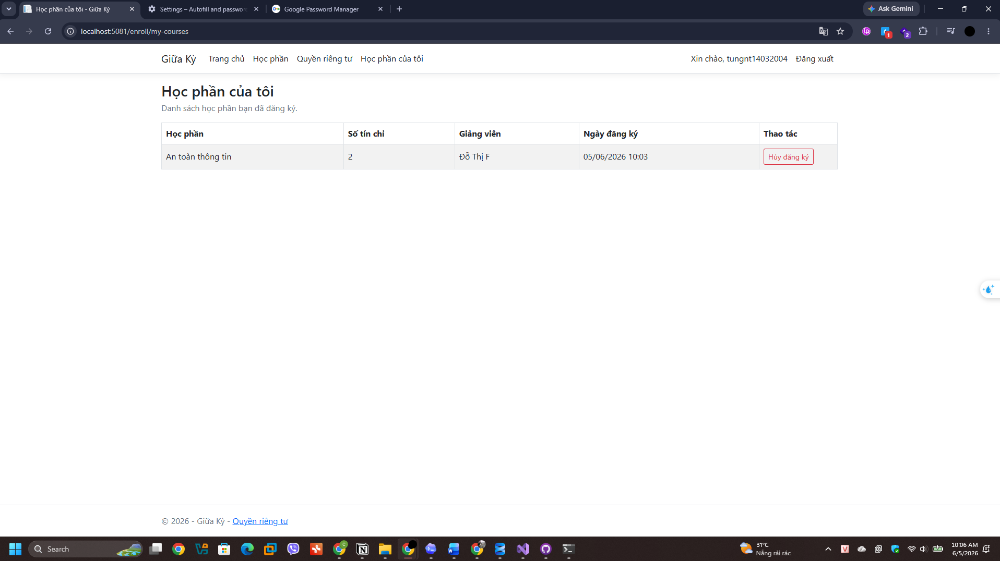 Học phần của tôi - Giữa Kỳ
Settings – Autofill and passwor
Google Password Manager
Ask Gemini
localhost:5081/enroll/my-courses
1
2
Giữa Kỳ Trang chủ Học phần Quyền riêng tư Học phần của tôi Xin chào, tungnt14032004 Đăng xuất
Học phần của tôi
Danh sách học phần bạn đã đăng ký.
Học phần Số tín chỉ Giảng viên Ngày đăng ký Thao tác
An toàn thông tin 2 Đỗ Thị F 05/06/2026 10:03 Hủy đăng ký
© 2026 - Giữa Kỳ - Quyền riêng tư
Search
31°C
Nắng rải rác
10:06 AM
6/5/2026